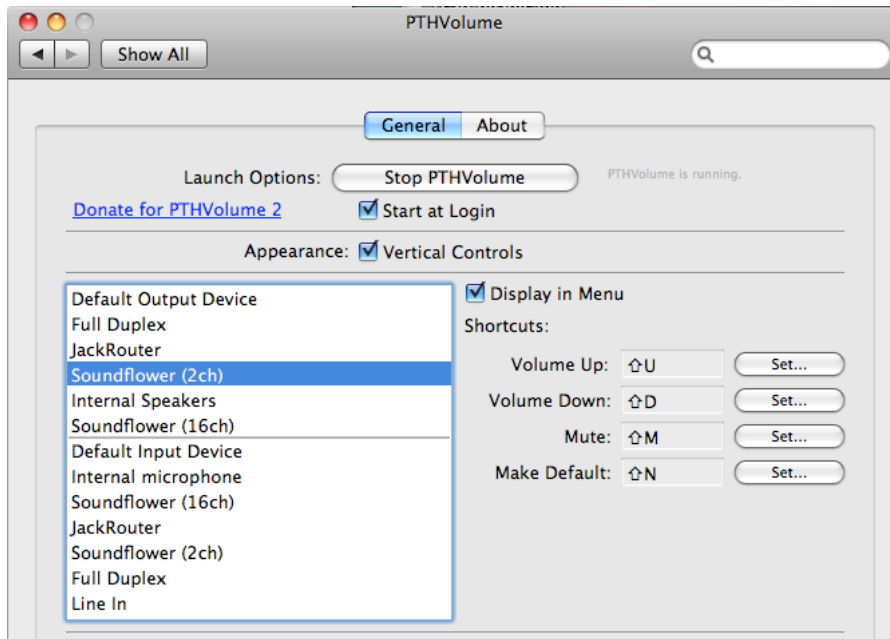 PTHVolume
Show All
General About
Launch Options: Stop PTHVolume PTHVolume is running.
Donate for PTHVolume 2 Start at Login
Appearance: Vertical Controls
Default Output Device
Full Duplex
JackRouter
Soundflower (2ch)
Internal Speakers
Soundflower (16ch)
Default Input Device
Internal microphone
Soundflower (16ch)
JackRouter
Soundflower (2ch)
Full Duplex
Line In
Display in Menu
Shortcuts:
Volume Up: ⇧U Set...
Volume Down: ⇧D Set...
Mute: ⇧M Set...
Make Default: ⇧N Set...